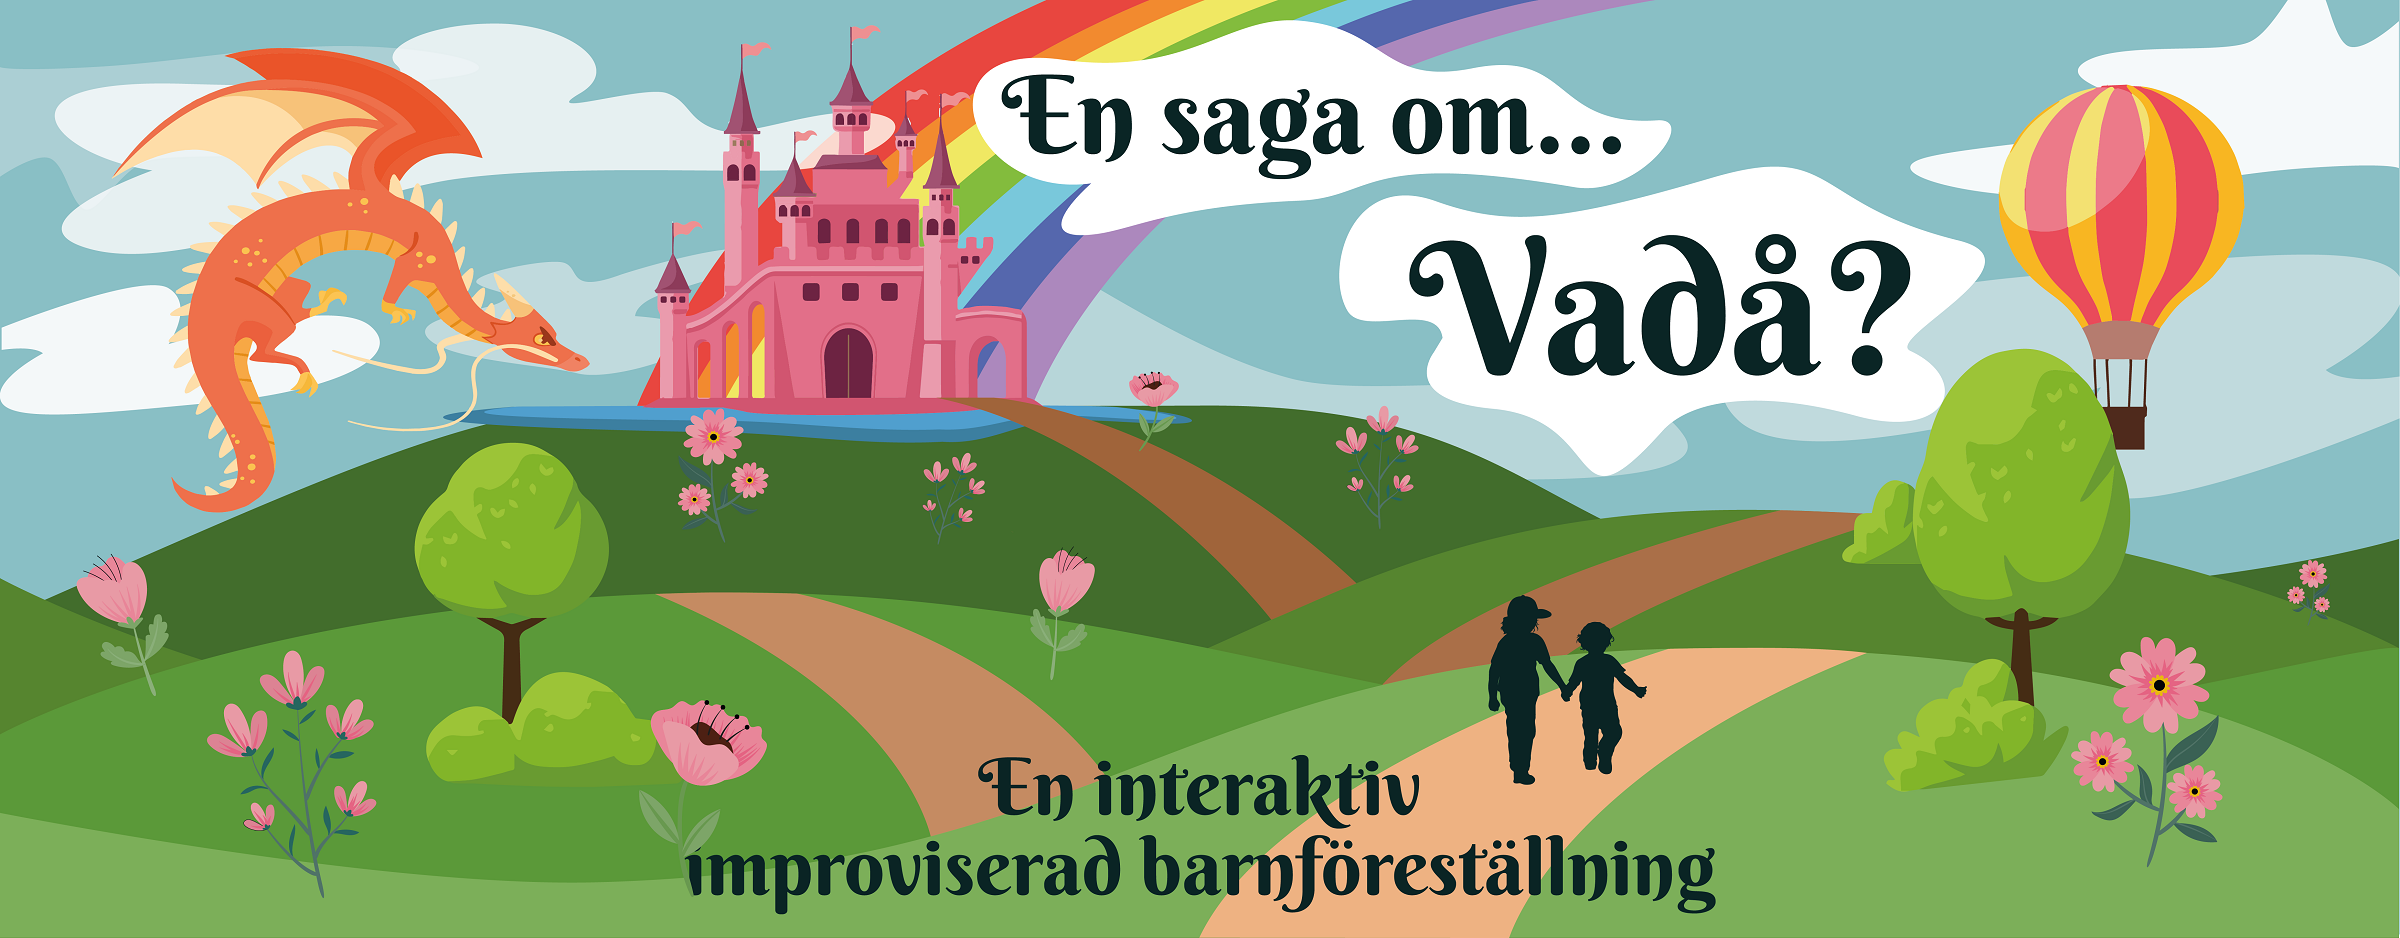 En saga om...
Vadå?
En interaktiv
improviserad barnföreställning